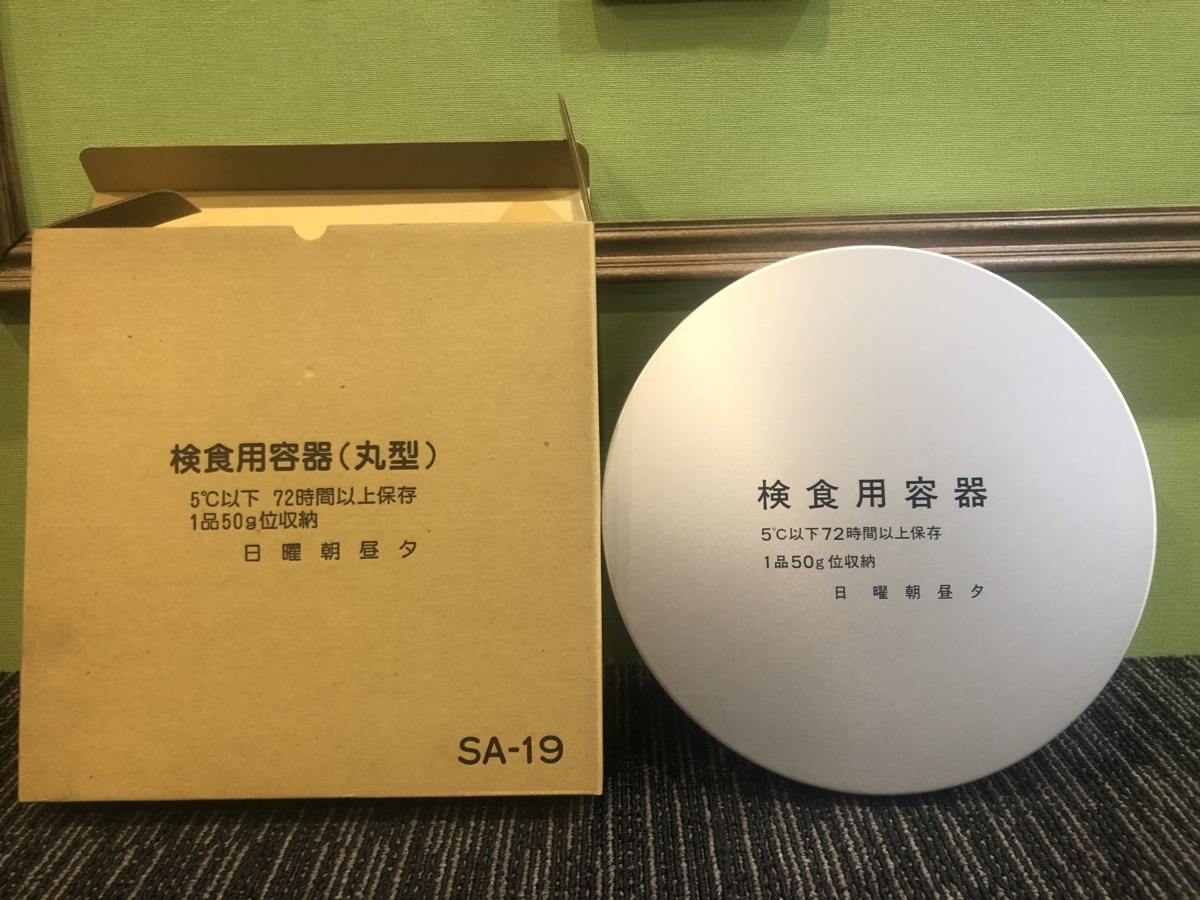 検食用容器(丸型)
5℃以下 72時間以上保存
1品50g位収納
日 曜 朝 昼 夕
SA-19
検食用容器
5℃以下72時間以上保存
1品50g位収納
日 曜 朝 昼 夕